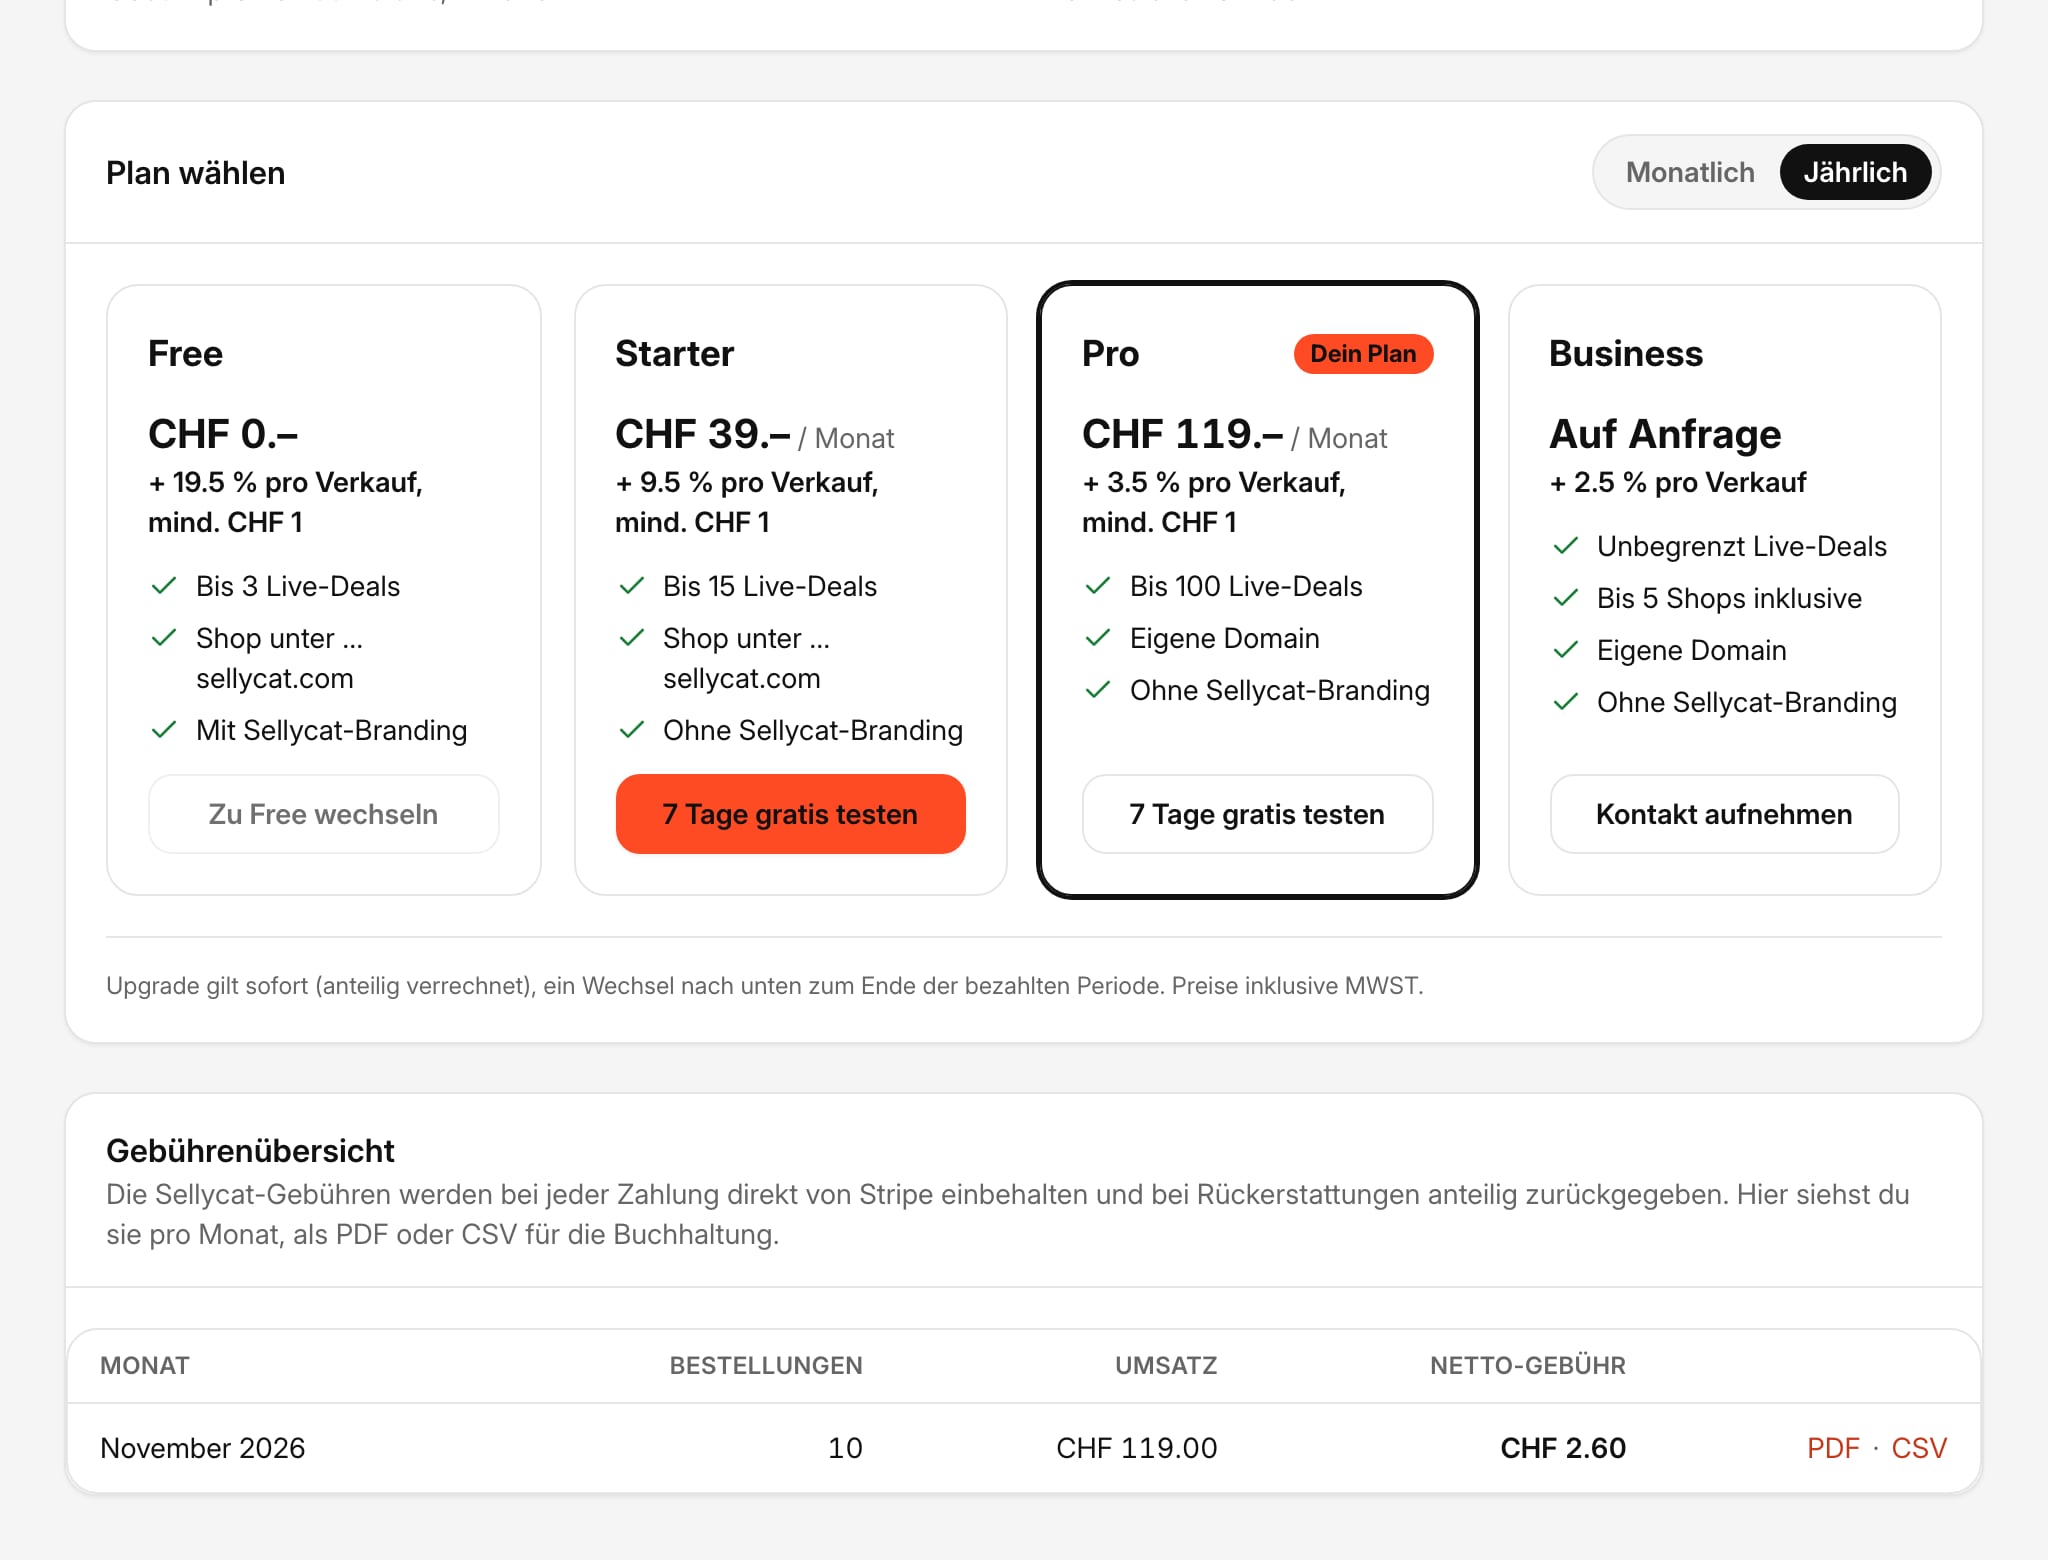 Plan wählen
Monatlich
Jährlich
Free
CHF 0.–
+ 19.5 % pro Verkauf,
mind. CHF 1
Bis 3 Live-Deals
Shop unter ...
sellycat.com
Mit Sellycat-Branding
Zu Free wechseln
Starter
CHF 39.– / Monat
+ 9.5 % pro Verkauf,
mind. CHF 1
Bis 15 Live-Deals
Shop unter ...
sellycat.com
Ohne Sellycat-Branding
7 Tage gratis testen
Pro
Dein Plan
CHF 119.– / Monat
+ 3.5 % pro Verkauf,
mind. CHF 1
Bis 100 Live-Deals
Eigene Domain
Ohne Sellycat-Branding
7 Tage gratis testen
Business
Auf Anfrage
+ 2.5 % pro Verkauf
Unbegrenzt Live-Deals
Bis 5 Shops inklusive
Eigene Domain
Ohne Sellycat-Branding
Kontakt aufnehmen
Upgrade gilt sofort (anteilig verrechnet), ein Wechsel nach unten zum Ende der bezahlten Periode. Preise inklusive MWST.
Gebührenübersicht
Die Sellycat-Gebühren werden bei jeder Zahlung direkt von Stripe einbehalten und bei Rückerstattungen anteilig zurückgegeben. Hier siehst du
sie pro Monat, als PDF oder CSV für die Buchhaltung.
MONAT BESTELLUNGEN UMSATZ NETTO-GEBÜHR
November 2026 10 CHF 119.00 CHF 2.60 PDF · CSV